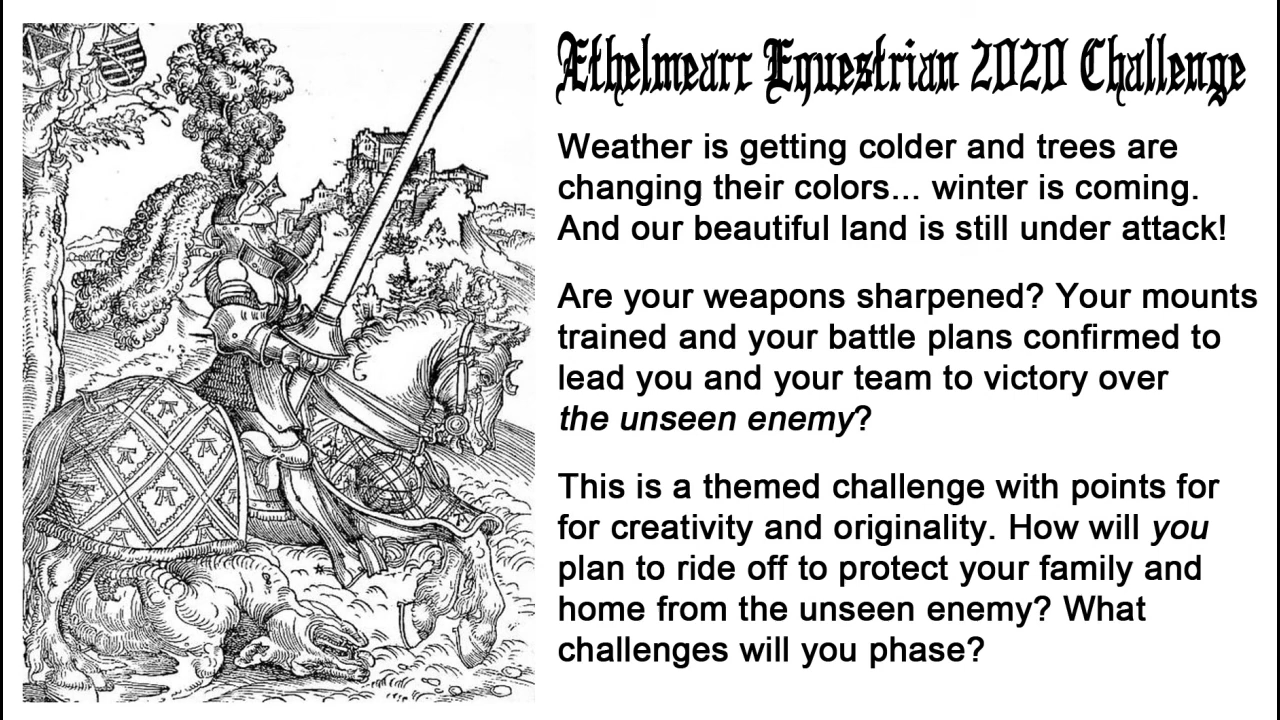 Æthelmearc Equestrian 2020 Challenge
Weather is getting colder and trees are
changing their colors... winter is coming.
And our beautiful land is still under attack!
Are your weapons sharpened? Your mounts
trained and your battle plans confirmed to
lead you and your team to victory over
the unseen enemy?
This is a themed challenge with points for
for creativity and originality. How will you
plan to ride off to protect your family and
home from the unseen enemy? What
challenges will you phase?